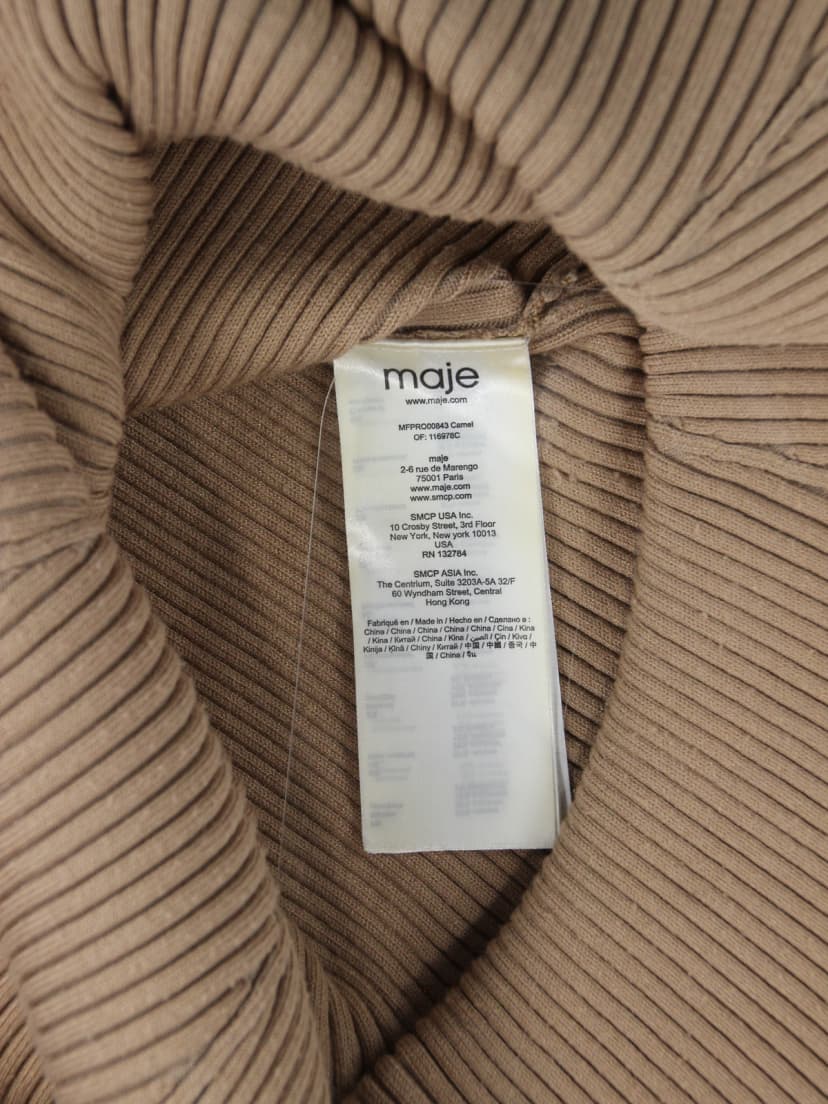 maje
www.maje.com
MFPRO00843 Camel
OF: 116978C
maje
2-6 rue de Marengo
75001 Paris
www.maje.com
www.smcp.com
SMCP USA Inc.
10 Crosby Street, 3rd Floor
New York, New york 10013
USA
RN 132784
SMCP ASIA Inc.
The Centrium, Suite 3203A-5A 32/F
60 Wyndham Street, Central
Hong Kong
Fabriqué en / Made in / Hecho en / Сделано в :
China / China / China / China / China / Cina / Kina
/ Kina / Китай / China / Kina / الصين / Çin / Κίνα /
Kinija / Ķīnā / Chiny / Китай / 中国 / 中國 / 중국 / 中
国 / China / จีน